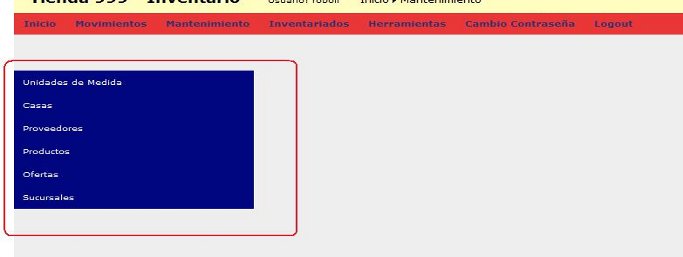 Tienda 999 - Inventario Usuario: roboli Inicio Mantenimiento
Inicio Movimientos Mantenimiento Inventariados Herramientas Cambio Contraseña Logout
Unidades de Medida
Casas
Proveedores
Productos
Ofertas
Sucursales